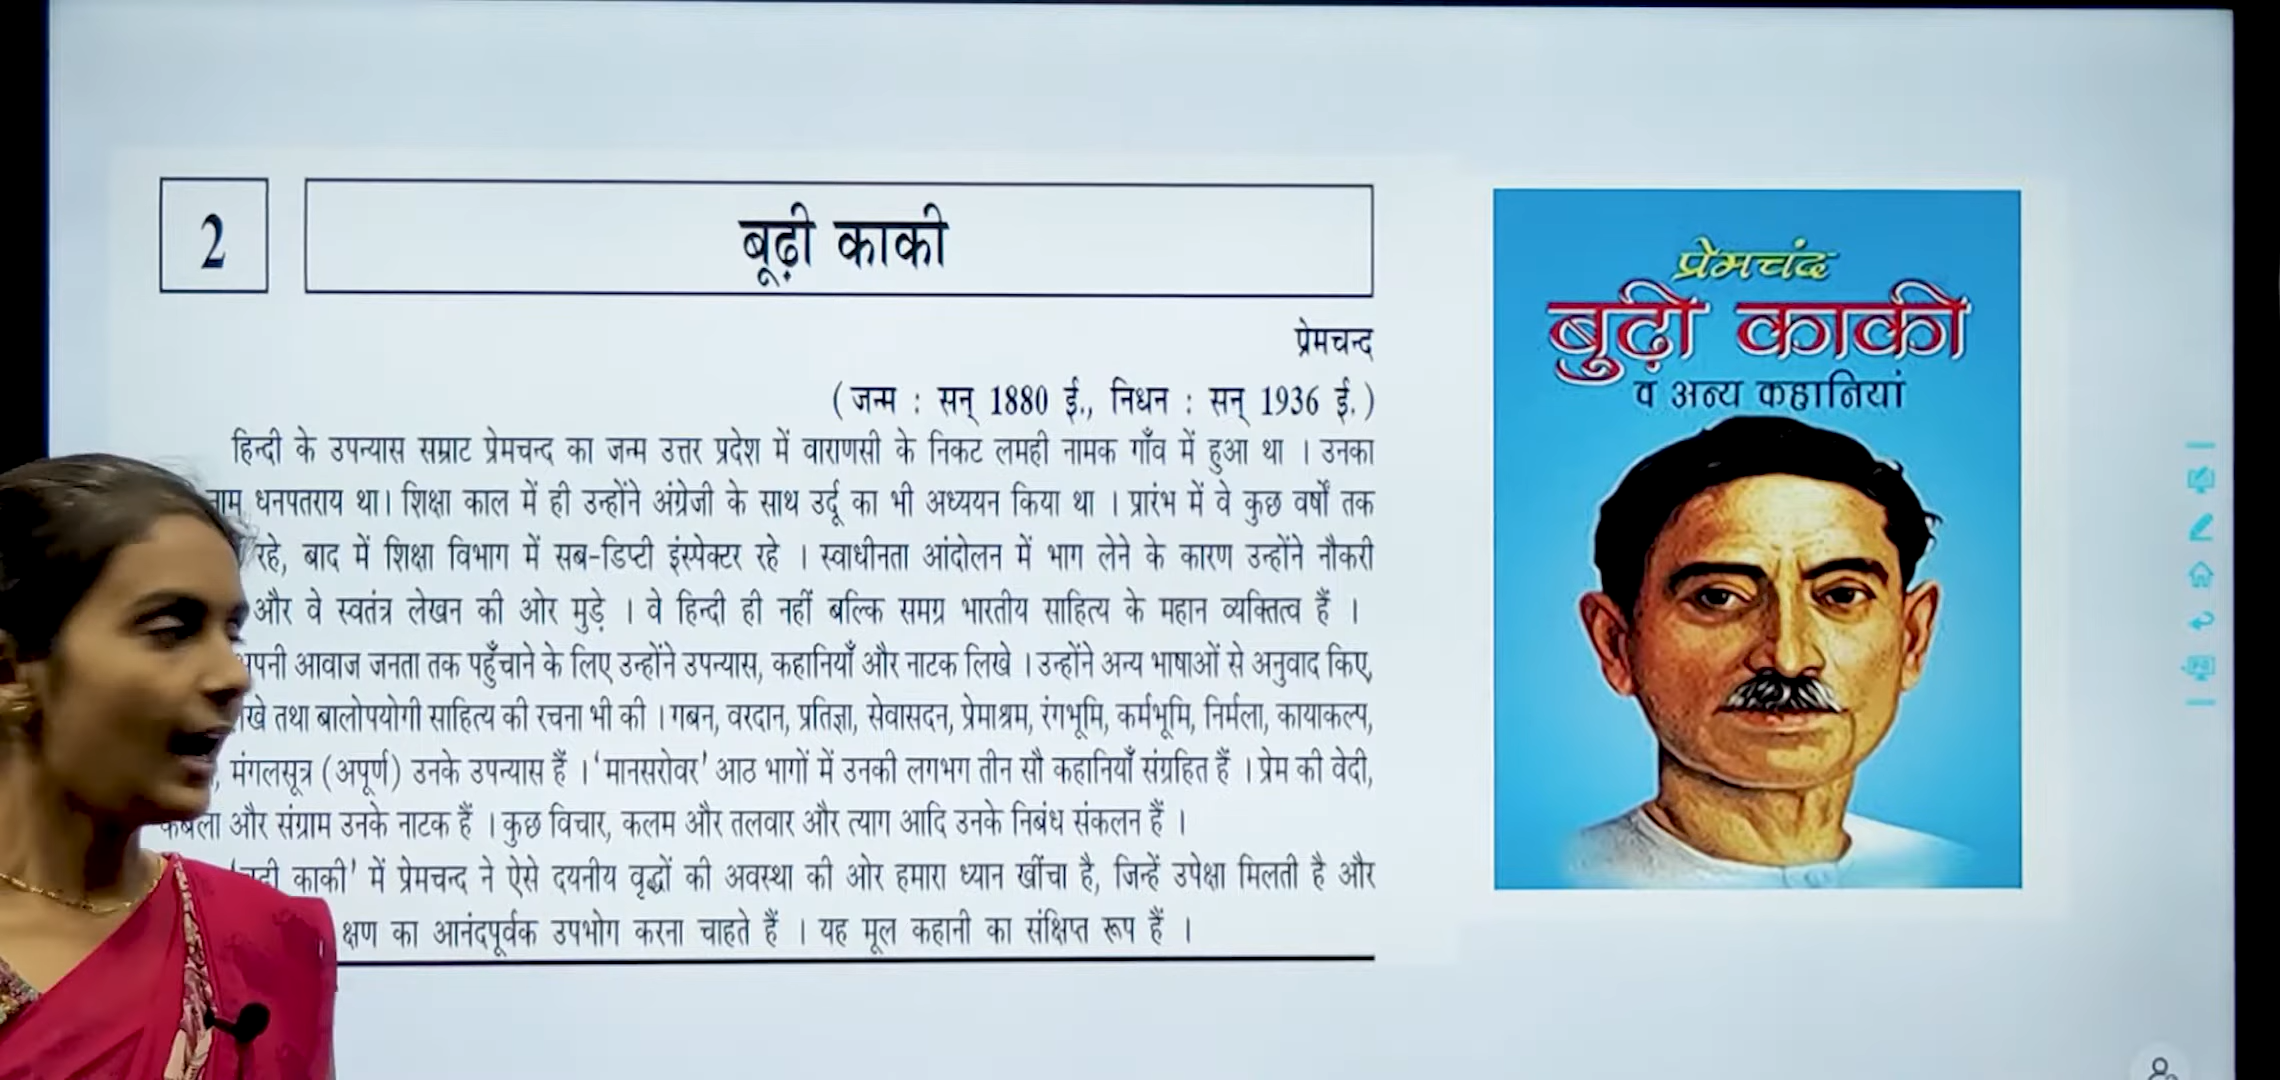 2
बूढ़ी काकी
प्रेमचन्द
(जन्म : सन् 1880 ई., निधन : सन् 1936 ई.)
हिन्दी के उपन्यास सम्राट प्रेमचन्द का जन्म उत्तर प्रदेश में वाराणसी के निकट लमही नामक गाँव में हुआ था । उनका
धनपतराय था। शिक्षा काल में ही उन्होंने अंग्रेजी के साथ उर्दू का भी अध्ययन किया था । प्रारंभ में वे कुछ वर्षों तक
रहे, बाद में शिक्षा विभाग में सब-डिप्टी इंस्पेक्टर रहे । स्वाधीनता आंदोलन में भाग लेने के कारण उन्होंने नौकरी
और वे स्वतंत्र लेखन की ओर मुड़े । वे हिन्दी ही नहीं बल्कि समग्र भारतीय साहित्य के महान व्यक्तित्व हैं ।
आवाज जनता तक पहुँचाने के लिए उन्होंने उपन्यास, कहानियाँ और नाटक लिखे । उन्होंने अन्य भाषाओं से अनुवाद किए,
तथा बालोपयोगी साहित्य की रचना भी की । गबन, वरदान, प्रतिज्ञा, सेवासदन, प्रेमाश्रम, रंगभूमि, कर्मभूमि, निर्मला, कायाकल्प,
मंगलसूत्र (अपूर्ण) उनके उपन्यास हैं । 'मानसरोवर' आठ भागों में उनकी लगभग तीन सौ कहानियाँ संग्रहित हैं । प्रेम की वेदी,
और संग्राम उनके नाटक हैं । कुछ विचार, कलम और तलवार और त्याग आदि उनके निबंध संकलन हैं ।
काकी' में प्रेमचन्द ने ऐसे दयनीय वृद्धों की अवस्था की ओर हमारा ध्यान खींचा है, जिन्हें उपेक्षा मिलती है और
क्षण का आनंदपूर्वक उपभोग करना चाहते हैं । यह मूल कहानी का संक्षिप्त रूप हैं ।
प्रेमचंद
बुढ़ी काकी
व अन्य कहानियां